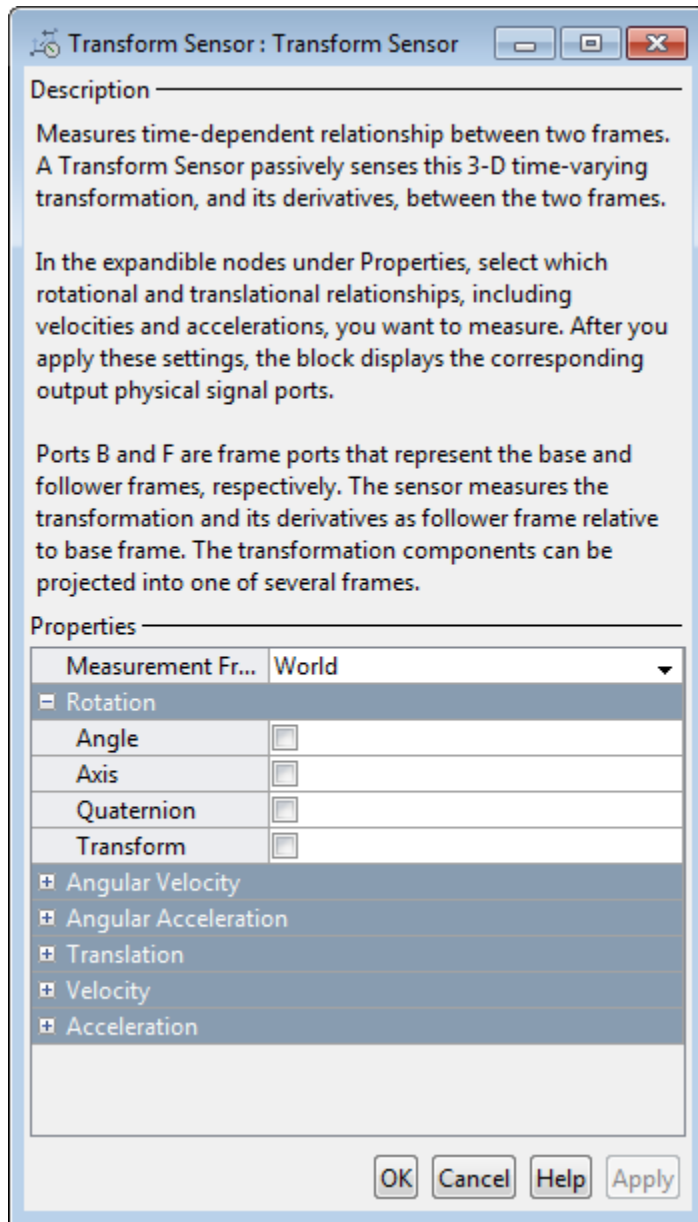 Transform Sensor : Transform Sensor
Description
Measures time-dependent relationship between two frames.
A Transform Sensor passively senses this 3-D time-varying
transformation, and its derivatives, between the two frames.
In the expandible nodes under Properties, select which
rotational and translational relationships, including
velocities and accelerations, you want to measure. After you
apply these settings, the block displays the corresponding
output physical signal ports.
Ports B and F are frame ports that represent the base and
follower frames, respectively. The sensor measures the
transformation and its derivatives as follower frame relative
to base frame. The transformation components can be
projected into one of several frames.
Properties
Measurement Fr... World
Rotation
Angle
Axis
Quaternion
Transform
Angular Velocity
Angular Acceleration
Translation
Velocity
Acceleration
OK Cancel Help Apply